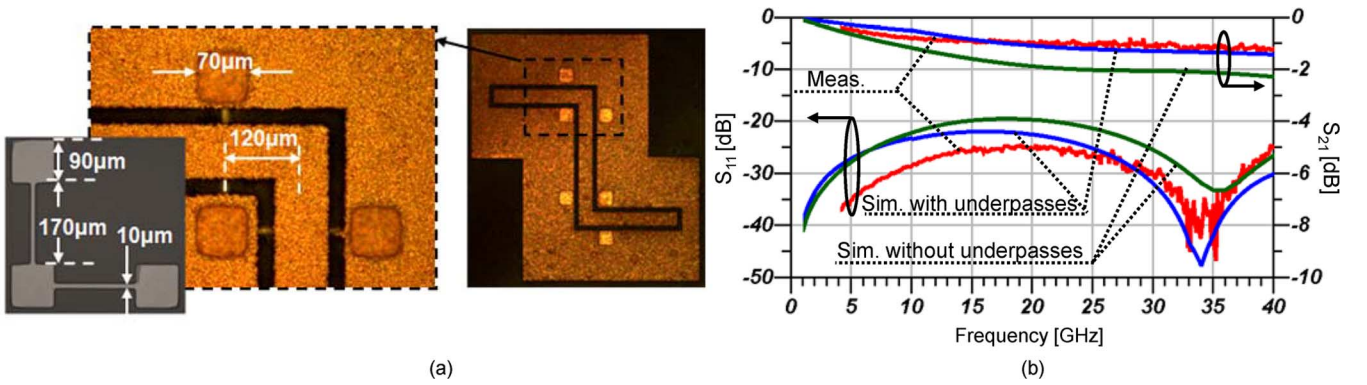 70µm
120µm
90µm
170µm
10µm
(a)
0
-10
-20
-30
-40
-50
S11 [dB]
0
-2
-4
-6
-8
-10
S21 [dB]
Meas.
Sim. with underpasses
Sim. without underpasses
0
5
10
15
20
25
30
35
40
Frequency [GHz]
(b)